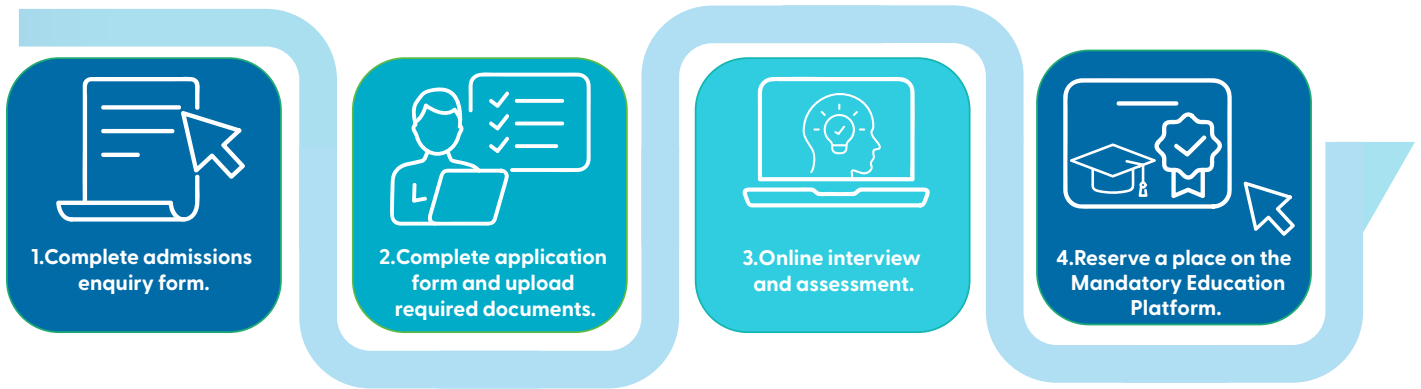 1.Complete admissions
enquiry form.
2.Complete application
form and upload
required documents.
3.Online interview
and assessment.
4.Reserve a place on the
Mandatory Education
Platform.